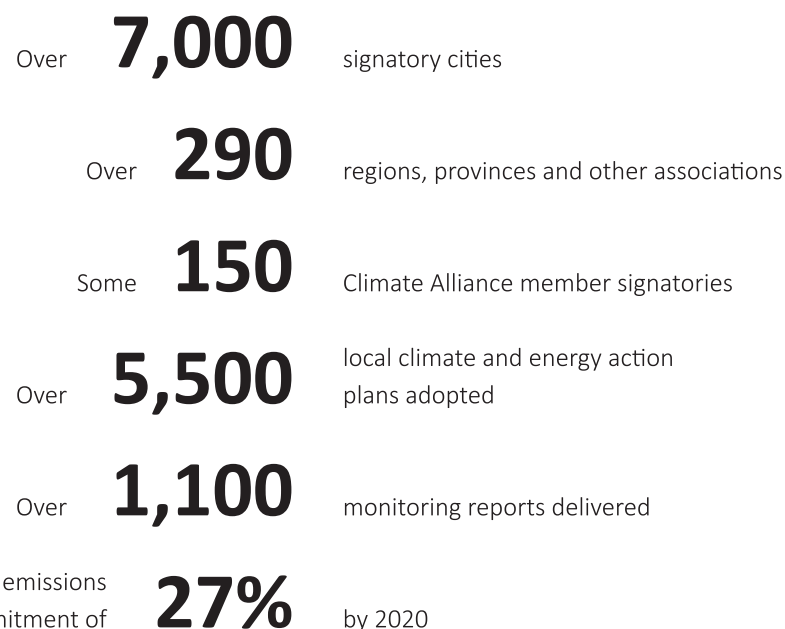 Over 7,000 signatory cities
Over 290 regions, provinces and other associations
Some 150 Climate Alliance member signatories
local climate and energy action
Over 5,500 plans adopted
Over 1,100 monitoring reports delivered
emissions
of 27% by 2020